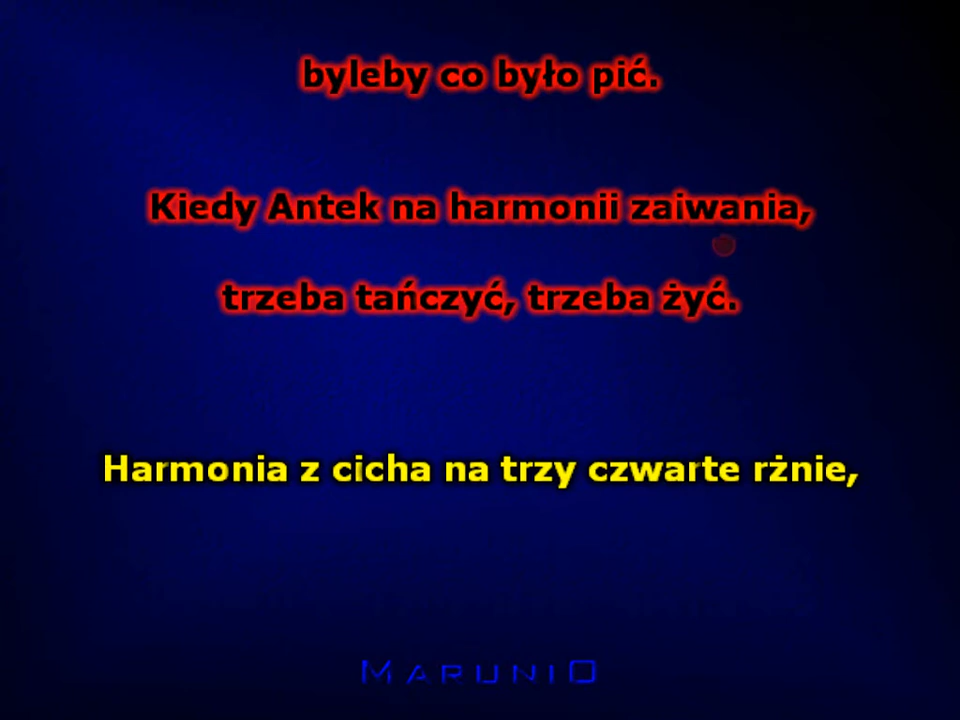 byleby co było pić.
Kiedy Antek na harmonii zaiwania,
trzeba tańczyć, trzeba żyć.
Harmonia z cicha na trzy czwarte rżnie,
MARUNIO